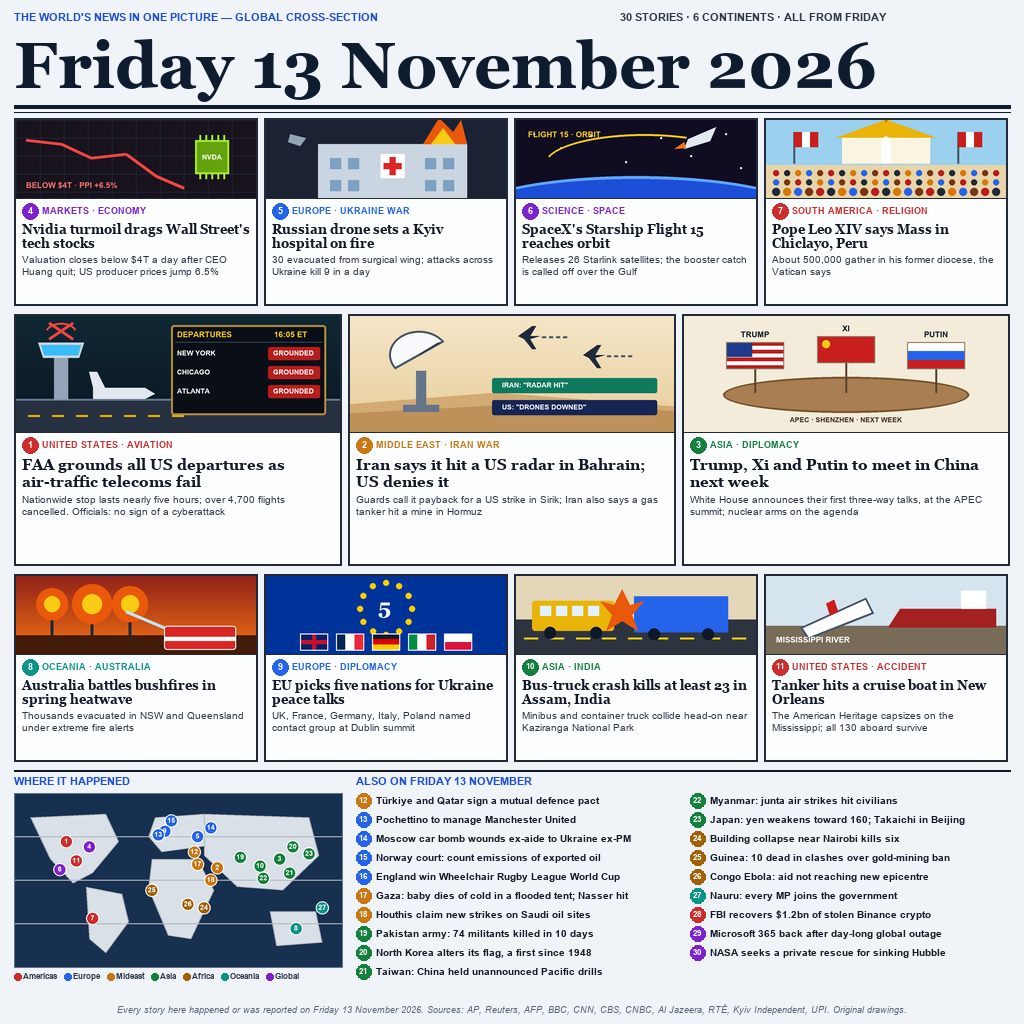 THE WORLD'S NEWS IN ONE PICTURE — GLOBAL CROSS-SECTION
30 STORIES · 6 CONTINENTS · ALL FROM FRIDAY
Friday 13 November 2026
NVDA
BELOW $4T · PPI +6.5%
4 MARKETS · ECONOMY
Nvidia turmoil drags Wall Street's
tech stocks
Valuation closes below $4T a day after CEO
Huang quit; US producer prices jump 6.5%
5 EUROPE · UKRAINE WAR
Russian drone sets a Kyiv
hospital on fire
30 evacuated from surgical wing; attacks across
Ukraine kill 9 in a day
FLIGHT 15 · ORBIT
6 SCIENCE · SPACE
SpaceX's Starship Flight 15
reaches orbit
Releases 26 Starlink satellites; the booster catch
is called off over the Gulf
7 SOUTH AMERICA · RELIGION
Pope Leo XIV says Mass in
Chiclayo, Peru
About 500,000 gather in his former diocese, the
Vatican says
DEPARTURES 16:05 ET
NEW YORK GROUNDED
CHICAGO GROUNDED
ATLANTA GROUNDED
1 UNITED STATES · AVIATION
FAA grounds all US departures as
air-traffic telecoms fail
Nationwide stop lasts nearly five hours; over 4,700 flights
cancelled. Officials: no sign of a cyberattack
IRAN: "RADAR HIT"
US: "DRONES DOWNED"
2 MIDDLE EAST · IRAN WAR
Iran says it hit a US radar in Bahrain;
US denies it
Guards call it payback for a US strike in Sirik; Iran also says a gas
tanker hit a mine in Hormuz
TRUMP
XI
PUTIN
APEC · SHENZHEN · NEXT WEEK
3 ASIA · DIPLOMACY
Trump, Xi and Putin to meet in China
next week
White House announces their first three-way talks, at the APEC
summit; nuclear arms on the agenda
8 OCEANIA · AUSTRALIA
Australia battles bushfires in
spring heatwave
Thousands evacuated in NSW and Queensland
under extreme fire alerts
5
9 EUROPE · DIPLOMACY
EU picks five nations for Ukraine
peace talks
UK, France, Germany, Italy, Poland named
contact group at Dublin summit
10 ASIA · INDIA
Bus-truck crash kills at least 23 in
Assam, India
Minibus and container truck collide head-on near
Kaziranga National Park
MISSISSIPPI RIVER
11 UNITED STATES · ACCIDENT
Tanker hits a cruise boat in New
Orleans
The American Heritage capsizes on the
Mississippi; all 130 aboard survive
WHERE IT HAPPENED
1
4
11
6
7
15
13
9
14
5
12
17
2
18
19
10
3
20
23
21
22
25
26
24
27
8
Americas Europe Mideast Asia Africa Oceania Global
ALSO ON FRIDAY 13 NOVEMBER
12 Türkiye and Qatar sign a mutual defence pact
13 Pochettino to manage Manchester United
14 Moscow car bomb wounds ex-aide to Ukraine ex-PM
15 Norway court: count emissions of exported oil
16 England win Wheelchair Rugby League World Cup
17 Gaza: baby dies of cold in a flooded tent; Nasser hit
18 Houthis claim new strikes on Saudi oil sites
19 Pakistan army: 74 militants killed in 10 days
20 North Korea alters its flag, a first since 1948
21 Taiwan: China held unannounced Pacific drills
22 Myanmar: junta air strikes hit civilians
23 Japan: yen weakens toward 160; Takaichi in Beijing
24 Building collapse near Nairobi kills six
25 Guinea: 10 dead in clashes over gold-mining ban
26 Congo Ebola: aid not reaching new epicentre
27 Nauru: every MP joins the government
28 FBI recovers $1.2bn of stolen Binance crypto
29 Microsoft 365 back after day-long global outage
30 NASA seeks a private rescue for sinking Hubble
Every story here happened or was reported on Friday 13 November 2026. Sources: AP, Reuters, AFP, BBC, CNN, CBS, CNBC, Al Jazeera, RTÉ, Kyiv Independent, UPI. Original drawings.